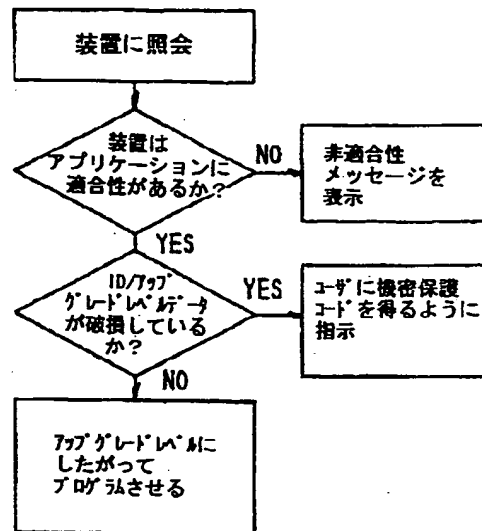 装置に照会
装置は
アプリケーションに
適合性があるか？
NO
非適合性
メッセージを
表示
YES
ID/アップ
グレードレベルデータ
が破損している
か？
YES
ユーザに機密保護
コードを得るように
指示
NO
アップグレードレベルに
したがって
プログラムさせる